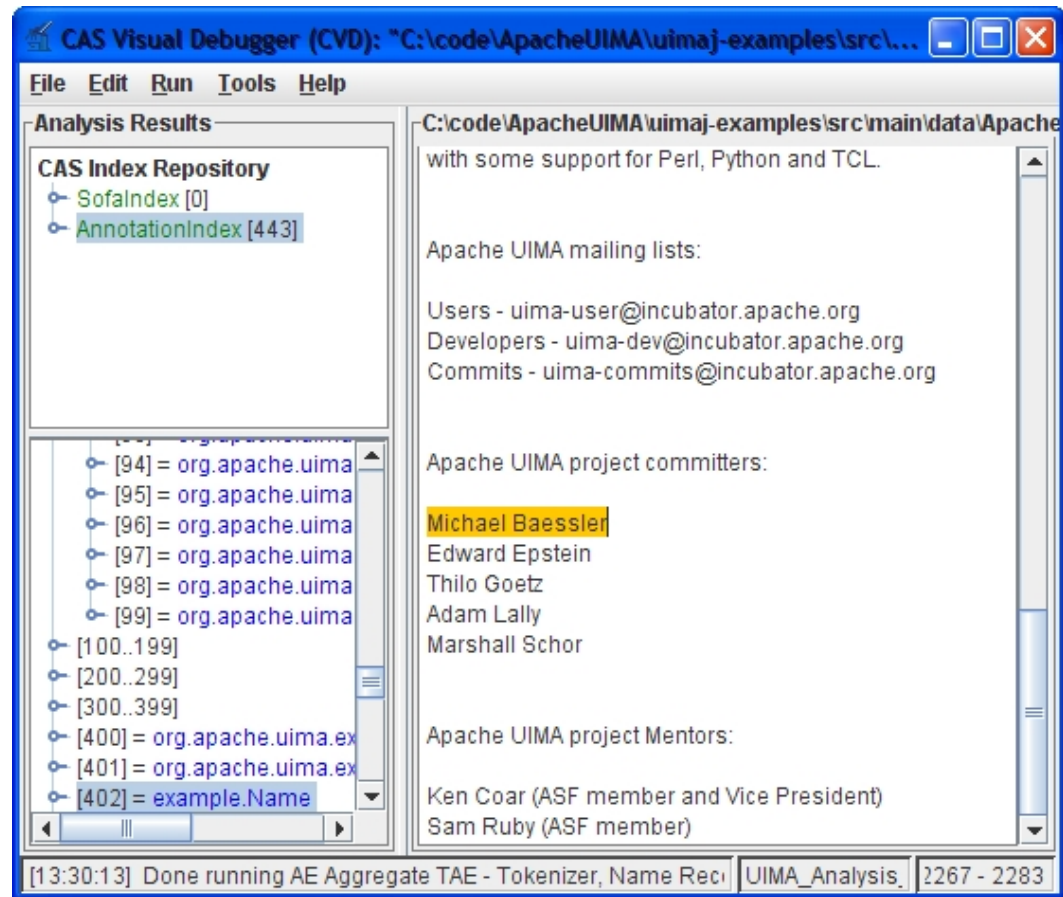 CAS Visual Debugger (CVD): "C:\code\ApacheUIMA\uimaj-examples\src\...
File Edit Run Tools Help
Analysis Results
CAS Index Repository
SofaIndex [0]
AnnotationIndex [443]
[94] = org.apache.uima
[95] = org.apache.uima
[96] = org.apache.uima
[97] = org.apache.uima
[98] = org.apache.uima
[99] = org.apache.uima
[100..199]
[200..299]
[300..399]
[400] = org.apache.uima.ex
[401] = org.apache.uima.ex
[402] = example.Name
C:\code\ApacheUIMA\uimaj-examples\src\main\data\Apache
with some support for Perl, Python and TCL.
Apache UIMA mailing lists:
Users - uima-user@incubator.apache.org
Developers - uima-dev@incubator.apache.org
Commits - uima-commits@incubator.apache.org
Apache UIMA project committers:
Michael Baessler
Edward Epstein
Thilo Goetz
Adam Lally
Marshall Schor
Apache UIMA project Mentors:
Ken Coar (ASF member and Vice President)
Sam Ruby (ASF member)
[13:30:13] Done running AE Aggregate TAE - Tokenizer, Name Rec
UIMA_Analysis_
2267 - 2283